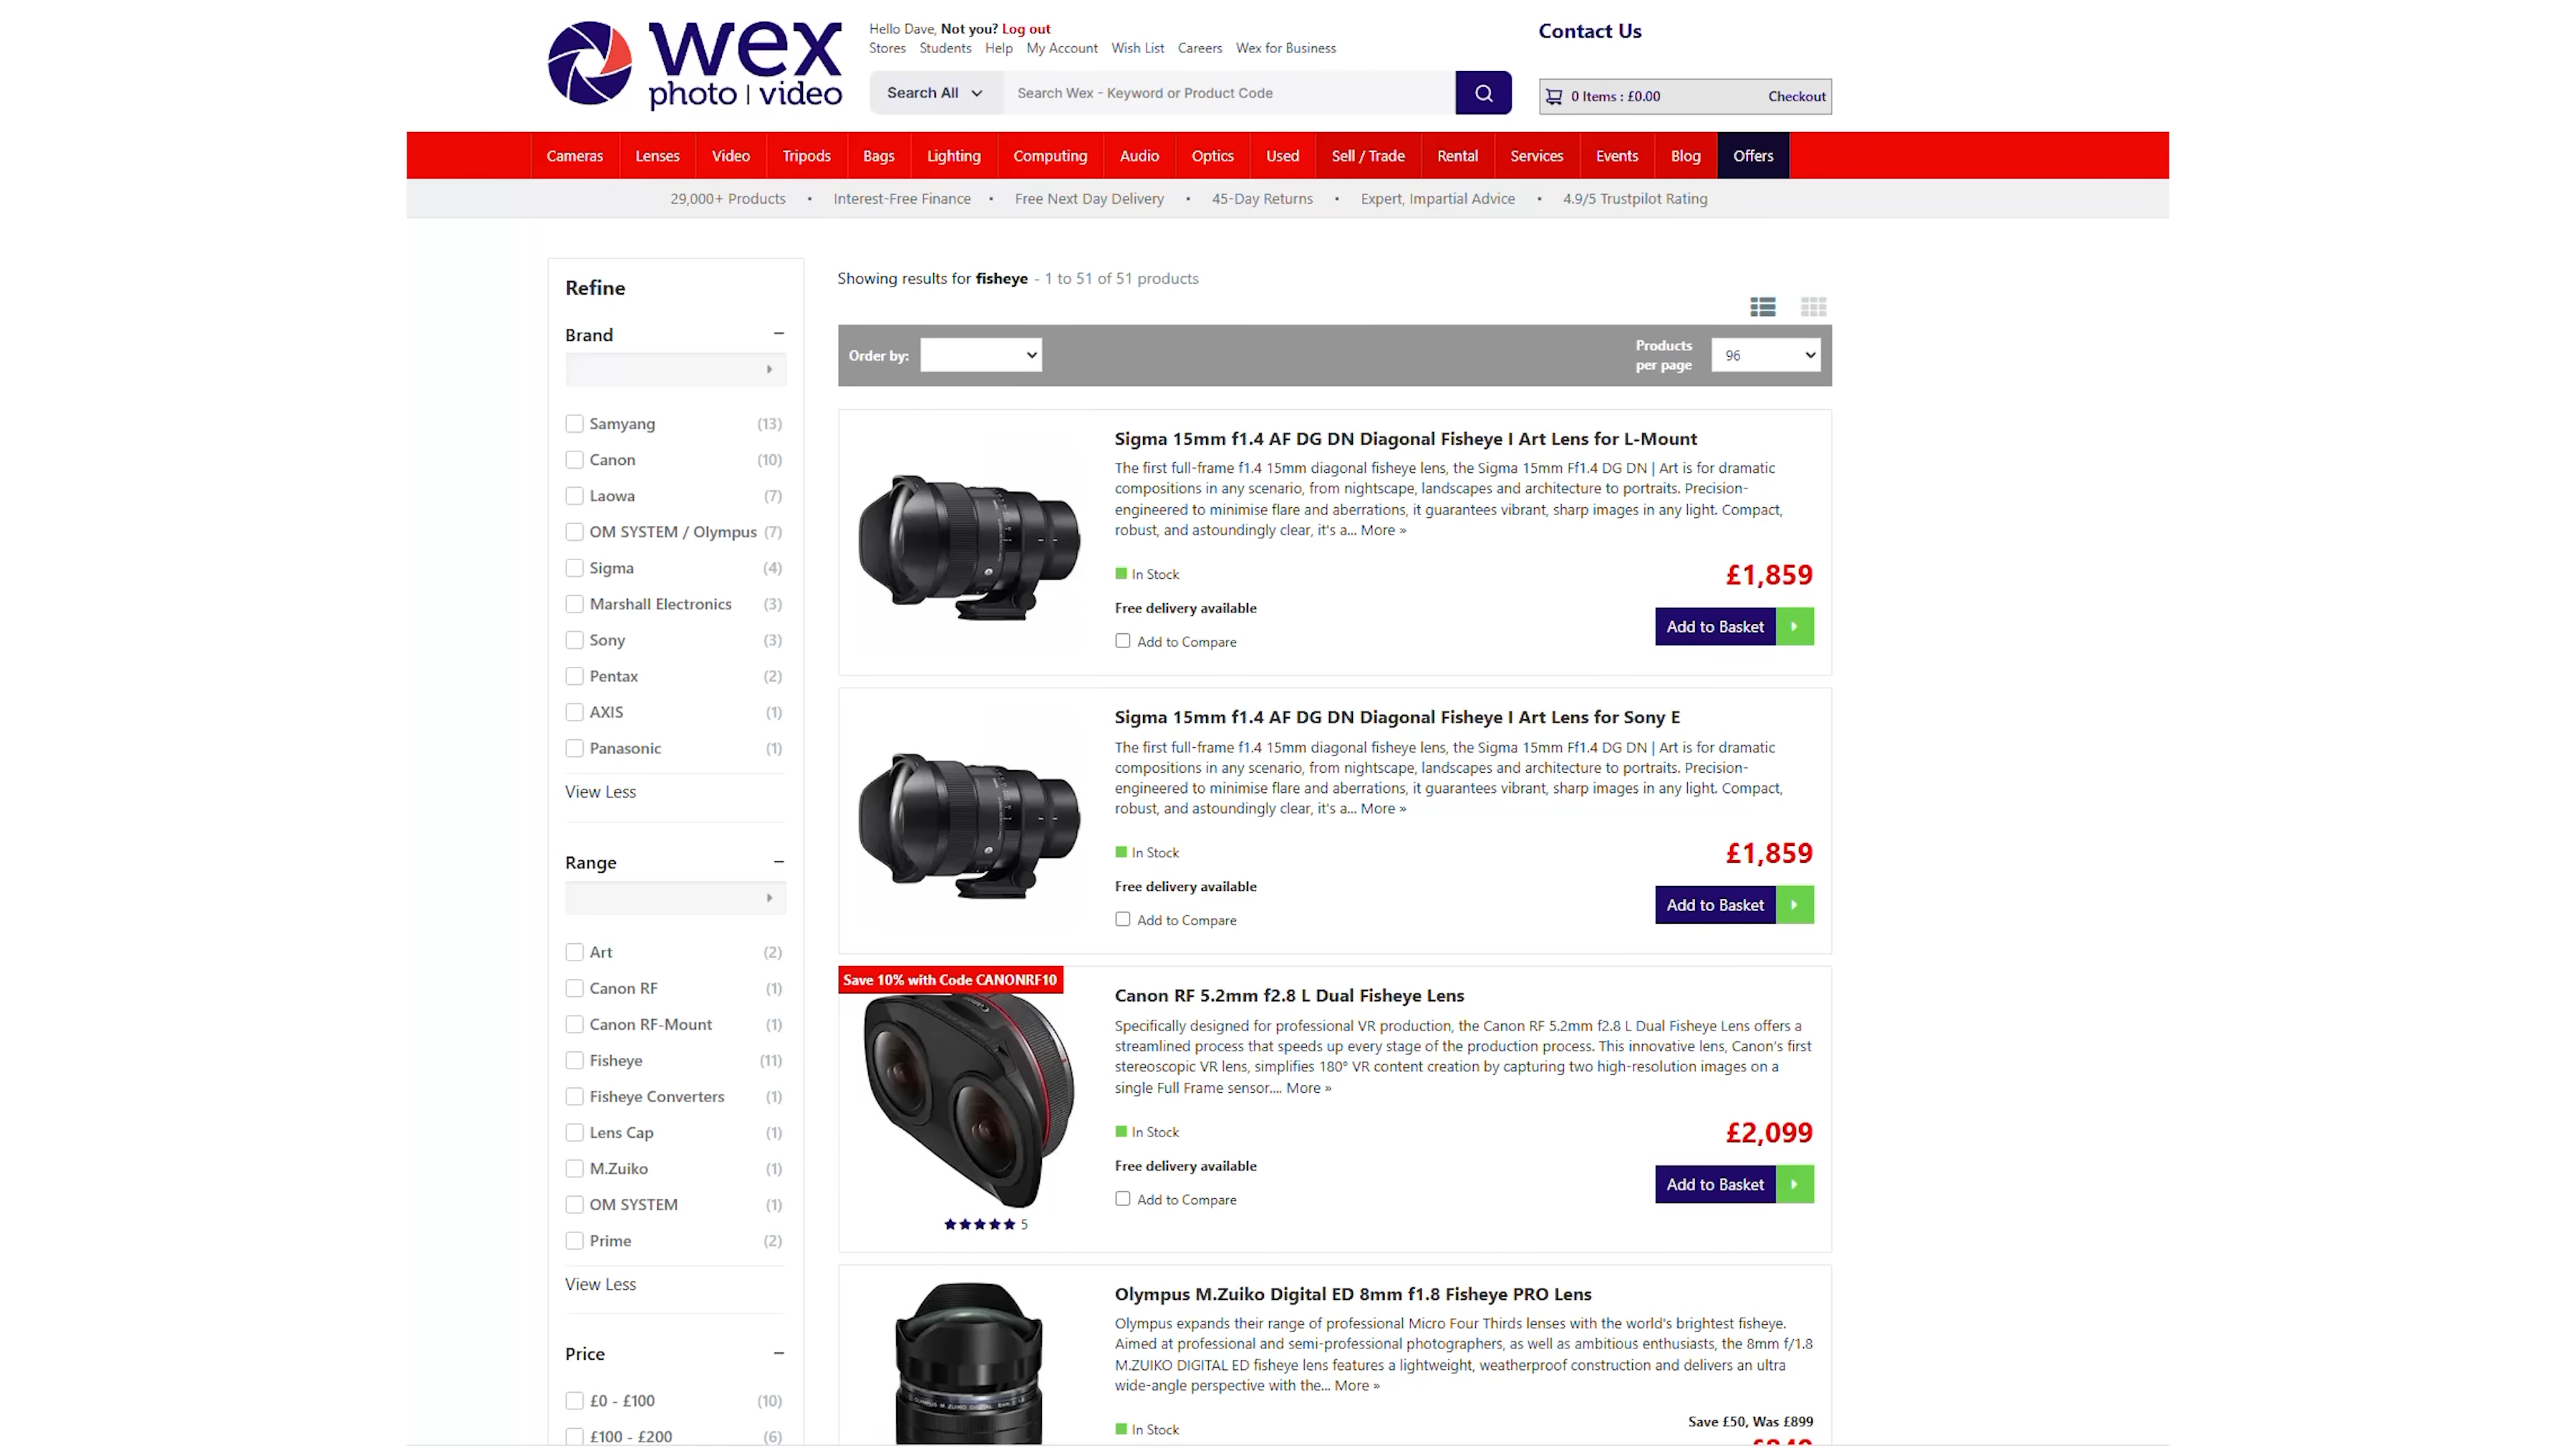 wex
photo | video
Hello Dave, Not you? Log out
Stores Students Help My Account Wish List Careers Wex for Business
Contact Us
Search All Search Wex - Keyword or Product Code
0 Items : £0.00 Checkout
Cameras Lenses Video Tripods Bags Lighting Computing Audio Optics Used Sell / Trade Rental Services Events Blog Offers
29,000+ Products • Interest-Free Finance • Free Next Day Delivery • 45-Day Returns • Expert, Impartial Advice • 4.9/5 Trustpilot Rating
Refine
Brand −
Samyang (13)
Canon (10)
Laowa (7)
OM SYSTEM / Olympus (7)
Sigma (4)
Marshall Electronics (3)
Sony (3)
Pentax (2)
AXIS (1)
Panasonic (1)
View Less
Range −
Art (2)
Canon RF (1)
Canon RF-Mount (1)
Fisheye (11)
Fisheye Converters (1)
Lens Cap (1)
M.Zuiko (1)
OM SYSTEM (1)
Prime (2)
View Less
Price −
£0 - £100 (10)
£100 - £200 (6)
Showing results for fisheye - 1 to 51 of 51 products
Order by:
Products
per page
96
Sigma 15mm f1.4 AF DG DN Diagonal Fisheye I Art Lens for L-Mount
The first full-frame f1.4 15mm diagonal fisheye lens, the Sigma 15mm Ff1.4 DG DN | Art is for dramatic
compositions in any scenario, from nightscape, landscapes and architecture to portraits. Precision-
engineered to minimise flare and aberrations, it guarantees vibrant, sharp images in any light. Compact,
robust, and astoundingly clear, it's a... More »
In Stock
£1,859
Free delivery available
Add to Basket
Add to Compare
Sigma 15mm f1.4 AF DG DN Diagonal Fisheye I Art Lens for Sony E
The first full-frame f1.4 15mm diagonal fisheye lens, the Sigma 15mm Ff1.4 DG DN | Art is for dramatic
compositions in any scenario, from nightscape, landscapes and architecture to portraits. Precision-
engineered to minimise flare and aberrations, it guarantees vibrant, sharp images in any light. Compact,
robust, and astoundingly clear, it's a... More »
In Stock
£1,859
Free delivery available
Add to Basket
Add to Compare
Save 10% with Code CANONRF10
Canon RF 5.2mm f2.8 L Dual Fisheye Lens
Specifically designed for professional VR production, the Canon RF 5.2mm f2.8 L Dual Fisheye Lens offers a
streamlined process that speeds up every stage of the production process. This innovative lens, Canon's first
stereoscopic VR lens, simplifies 180° VR content creation by capturing two high-resolution images on a
single Full Frame sensor.... More »
In Stock
£2,099
Free delivery available
Add to Basket
Add to Compare
★★★★★ 5
Olympus M.Zuiko Digital ED 8mm f1.8 Fisheye PRO Lens
Olympus expands their range of professional Micro Four Thirds lenses with the world's brightest fisheye.
Aimed at professional and semi-professional photographers, as well as ambitious enthusiasts, the 8mm f/1.8
M.ZUIKO DIGITAL ED fisheye lens features a lightweight, weatherproof construction and delivers an ultra
wide-angle perspective with the... More »
Save £50, Was £899
In Stock